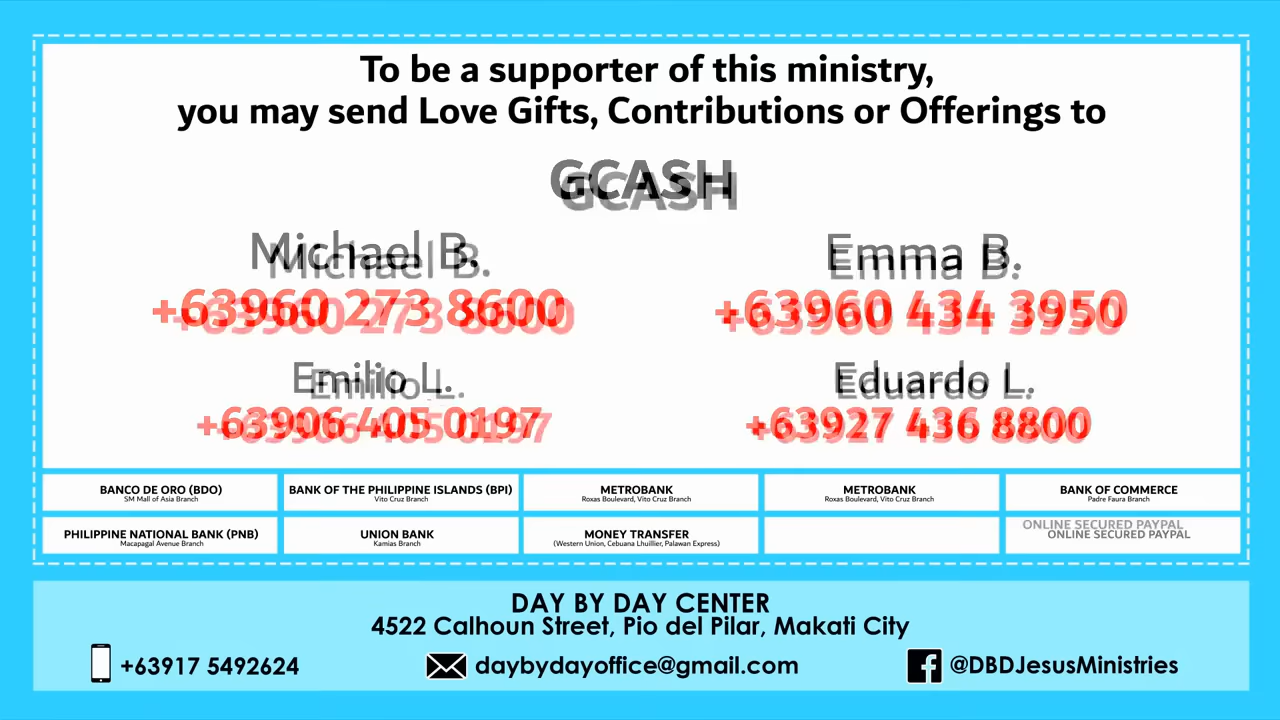 To be a supporter of this ministry,
you may send Love Gifts, Contributions or Offerings to
GCASH
Michael B.
+63960 273 8600
Emma B.
+63960 434 3950
Emilio L.
+63906 405 0197
Eduardo L.
+63927 436 8800
BANCO DE ORO (BDO)
SM Mall of Asia Branch
BANK OF THE PHILIPPINE ISLANDS (BPI)
Vito Cruz Branch
METROBANK
Roxas Boulevard, Vito Cruz Branch
METROBANK
Roxas Boulevard, Vito Cruz Branch
BANK OF COMMERCE
Padre Faura Branch
PHILIPPINE NATIONAL BANK (PNB)
Macapagal Avenue Branch
UNION BANK
Kamias Branch
MONEY TRANSFER
(Western Union, Cebuana Lhuillier, Palawan Express)
ONLINE SECURED PAYPAL
ONLINE SECURED PAYPAL
DAY BY DAY CENTER
4522 Calhoun Street, Pio del Pilar, Makati City
+63917 5492624
daybydayoffice@gmail.com
@DBDJesusMinistries